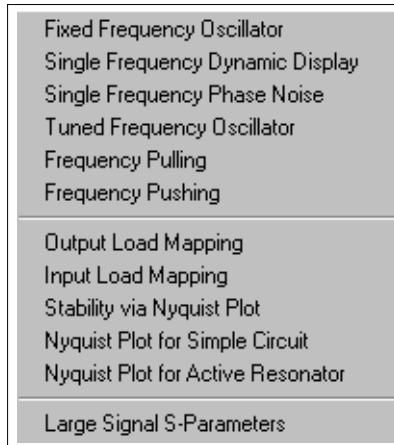 Fixed Frequency Oscillator
Single Frequency Dynamic Display
Single Frequency Phase Noise
Tuned Frequency Oscillator
Frequency Pulling
Frequency Pushing
Output Load Mapping
Input Load Mapping
Stability via Nyquist Plot
Nyquist Plot for Simple Circuit
Nyquist Plot for Active Resonator
Large Signal S-Parameters